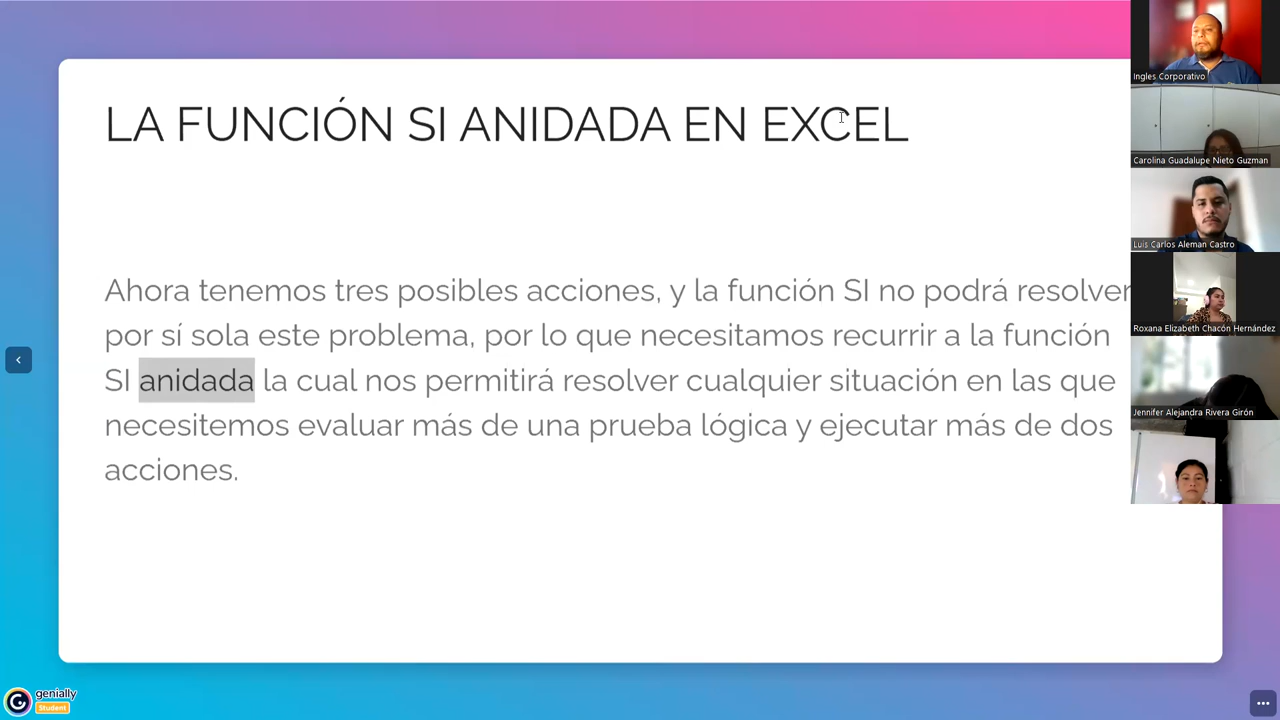 LA FUNCIÓN SI ANIDADA EN EXCEL
Ahora tenemos tres posibles acciones, y la función SI no podrá resolver
por sí sola este problema, por lo que necesitamos recurrir a la función
SI anidada la cual nos permitirá resolver cualquier situación en las que
necesitemos evaluar más de una prueba lógica y ejecutar más de dos
acciones.
Ingles Corporativo
Carolina Guadalupe Nieto Guzman
Luis Carlos Aleman Castro
Roxana Elizabeth Chacón Hernández
Jennifer Alejandra Rivera Girón
genially
Student